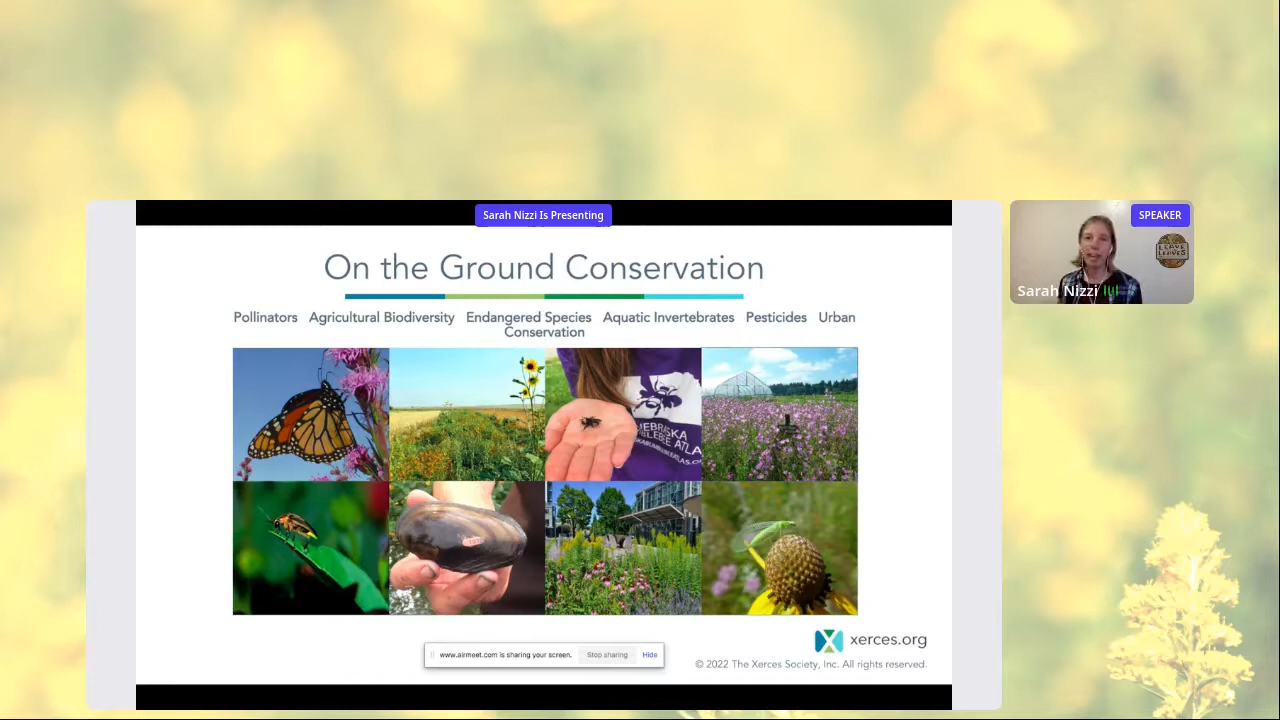 Sarah Nizzi Is Presenting
SPEAKER
LEAVE
LEAVES
Sarah Nizzi
On the Ground Conservation
Pollinators Agricultural Biodiversity Endangered Species Aquatic Invertebrates Pesticides Urban
Conservation
www.airmeet.com is sharing your screen. Stop sharing Hide
xerces.org
© 2022 The Xerces Society, Inc. All rights reserved.